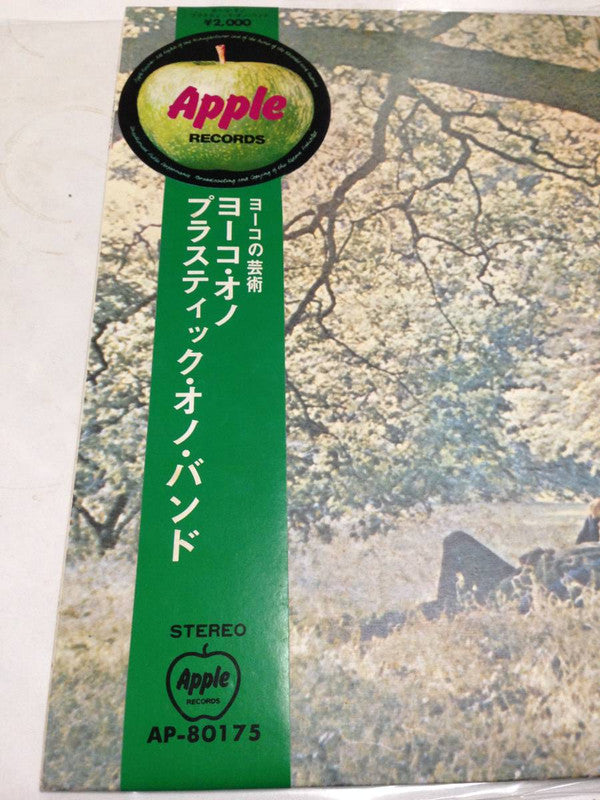 ¥2,000
Apple
RECORDS
ヨーコの芸術
ヨーコ・オノ
プラスティック・オノ・バンド
STEREO
Apple
RECORDS
AP-80175